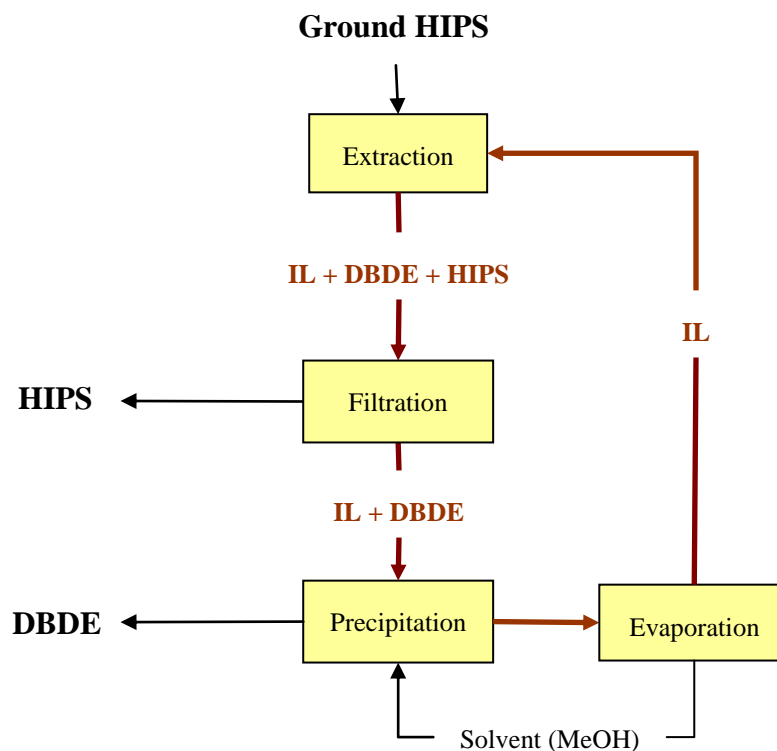 Ground HIPS
Extraction
IL + DBDE + HIPS
IL
HIPS
Filtration
IL + DBDE
DBDE
Precipitation
Evaporation
Solvent (MeOH)